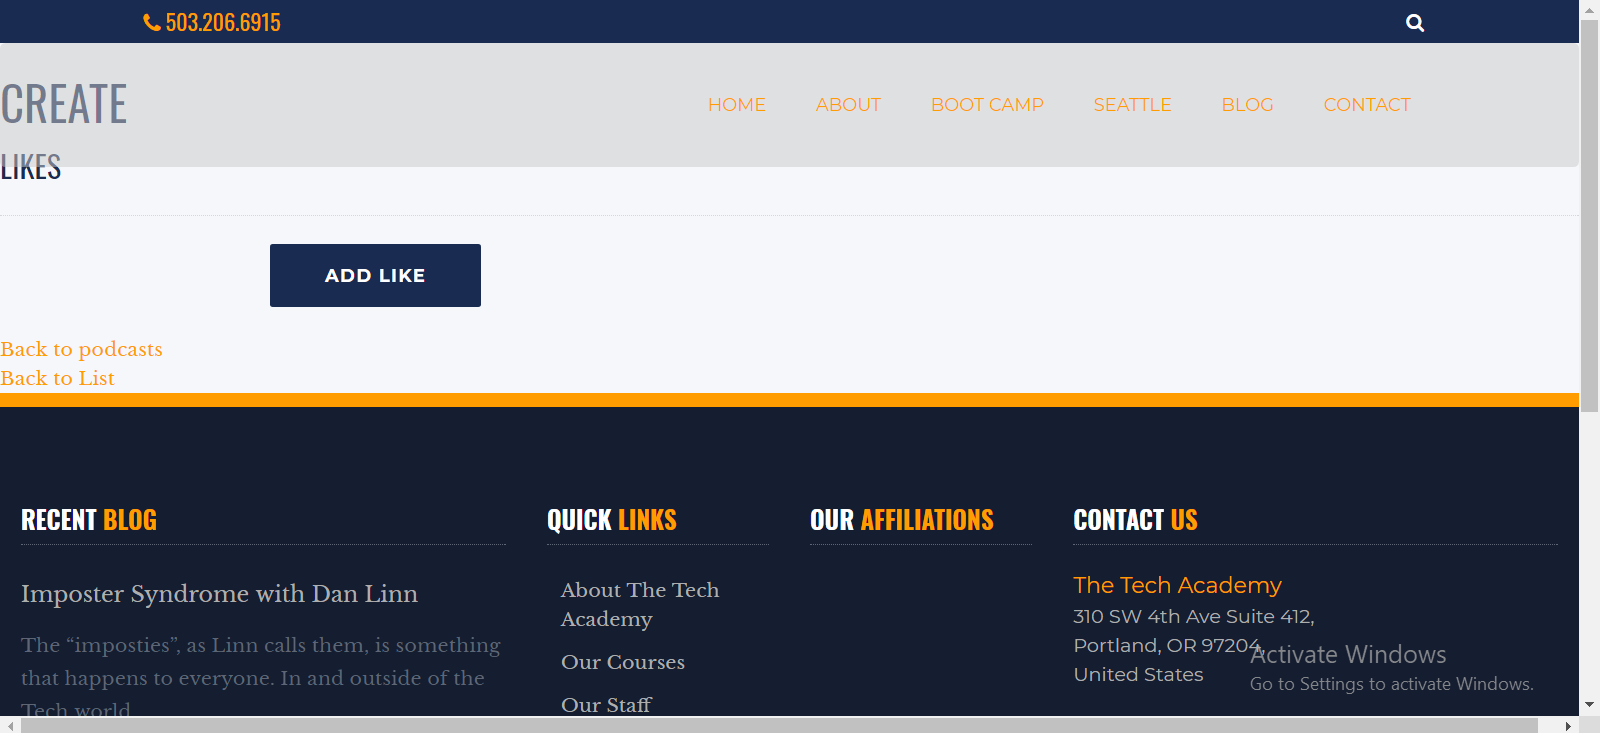 503.206.6915
CREATE
HOME ABOUT BOOT CAMP SEATTLE BLOG CONTACT
LIKES
ADD LIKE
Back to podcasts
Back to List
RECENT BLOG
Imposter Syndrome with Dan Linn
The “imposties”, as Linn calls them, is something
that happens to everyone. In and outside of the
Tech world
QUICK LINKS
About The Tech
Academy
Our Courses
Our Staff
OUR AFFILIATIONS
CONTACT US
The Tech Academy
310 SW 4th Ave Suite 412,
Portland, OR 97204,
United States
Activate Windows
Go to Settings to activate Windows.